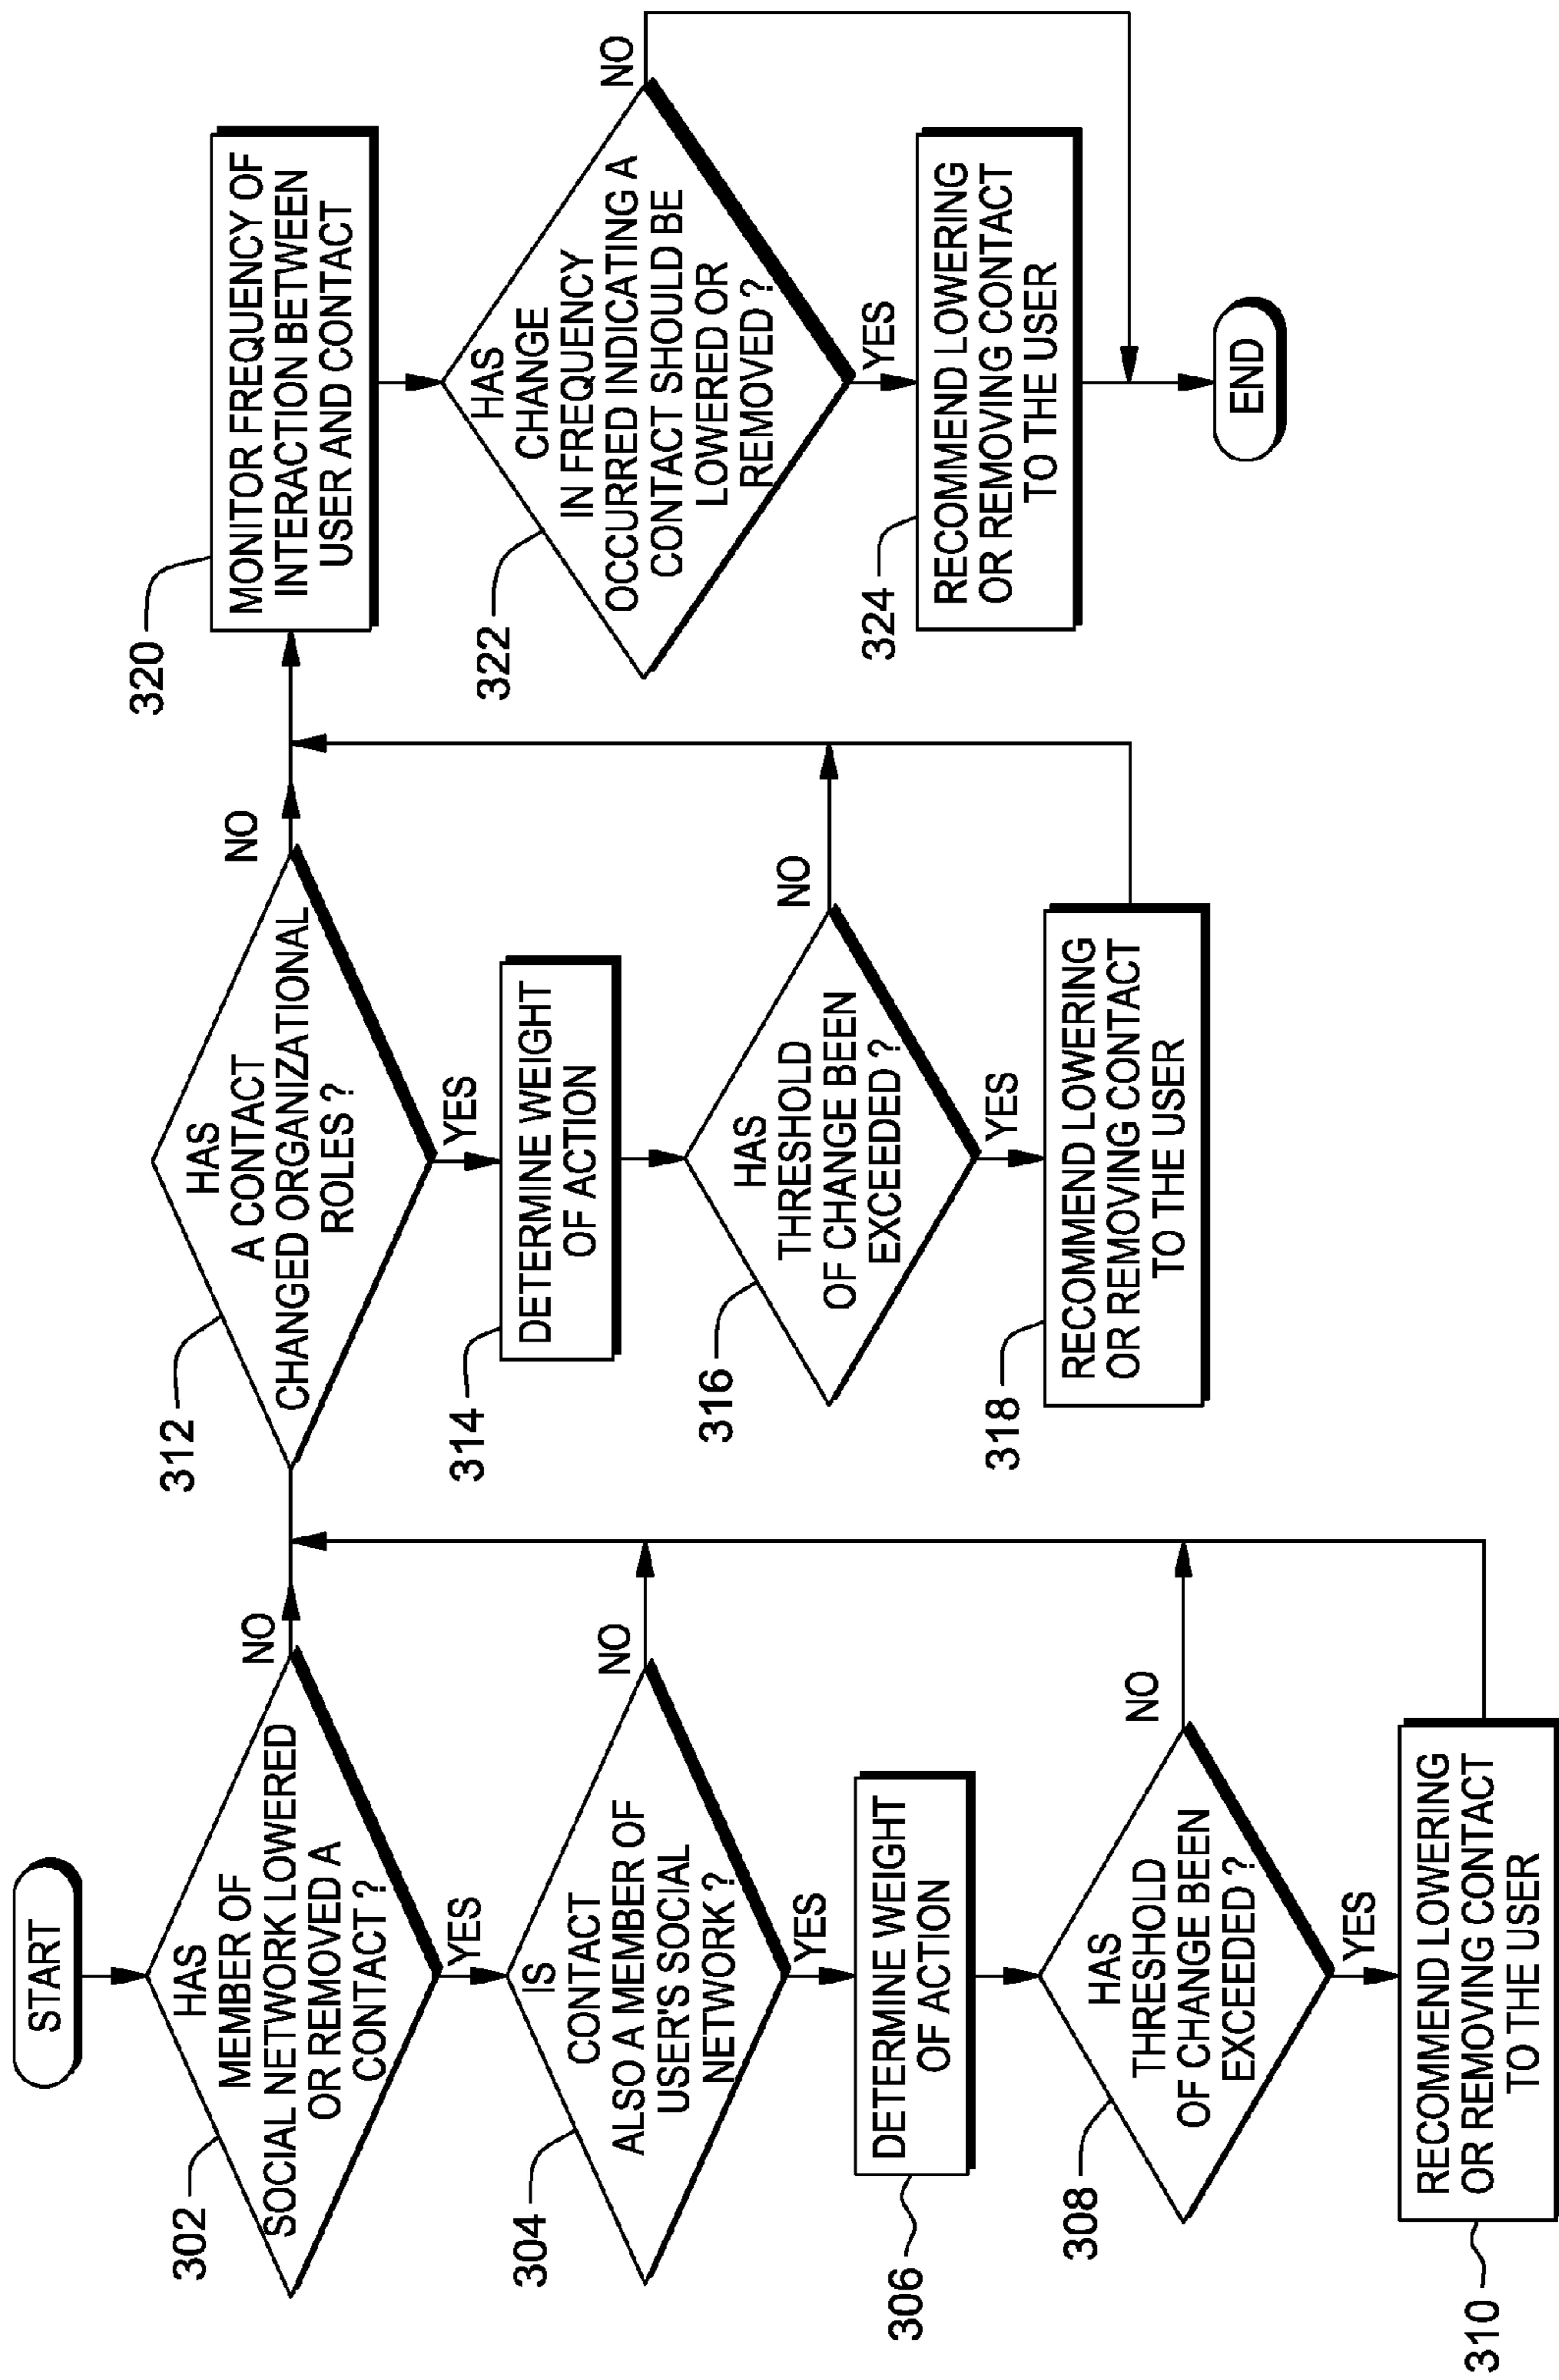 START
302
HAS
MEMBER OF
SOCIAL NETWORK LOWERED
OR REMOVED A
CONTACT ?
NO
YES
304
IS
CONTACT
ALSO A MEMBER OF
USER'S SOCIAL
NETWORK ?
NO
YES
306
DETERMINE WEIGHT
OF ACTION
308
HAS
THRESHOLD
OF CHANGE BEEN
EXCEEDED ?
NO
YES
310
RECOMMEND LOWERING
OR REMOVING CONTACT
TO THE USER
312
HAS
A CONTACT
CHANGED ORGANIZATIONAL
ROLES ?
NO
YES
314
DETERMINE WEIGHT
OF ACTION
316
HAS
THRESHOLD
OF CHANGE BEEN
EXCEEDED ?
NO
YES
318
RECOMMEND LOWERING
OR REMOVING CONTACT
TO THE USER
320
MONITOR FREQUENCY OF
INTERACTION BETWEEN
USER AND CONTACT
322
HAS
CHANGE
IN FREQUENCY
OCCURRED INDICATING A
CONTACT SHOULD BE
LOWERED OR
REMOVED ?
NO
YES
324
RECOMMEND LOWERING
OR REMOVING CONTACT
TO THE USER
END